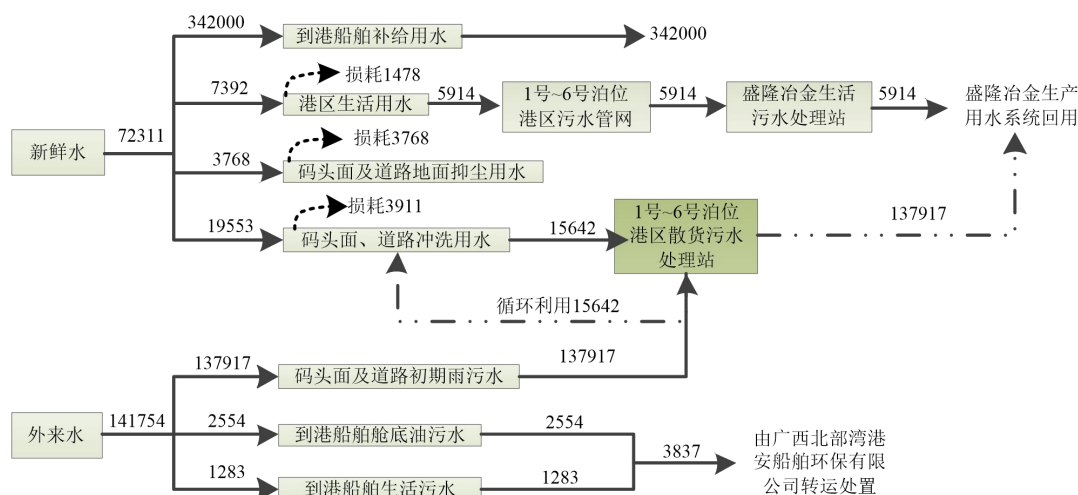 342000
到港船舶补给用水
342000
7392
损耗1478
港区生活用水
5914
1号~6号泊位
港区污水管网
5914
盛隆冶金生活
污水处理站
5914
盛隆冶金生产
用水系统回用
新鲜水
72311
3768
损耗3768
码头面及道路地面抑尘用水
19553
损耗3911
码头面、道路冲洗用水
15642
1号~6号泊位
港区散货污水
处理站
137917
循环利用15642
137917
码头面及道路初期雨污水
137917
外来水
141754
2554
到港船舶舱底油污水
2554
3837
由广西北部湾港
安船舶环保有限
公司转运处置
1283
到港船舶生活污水
1283